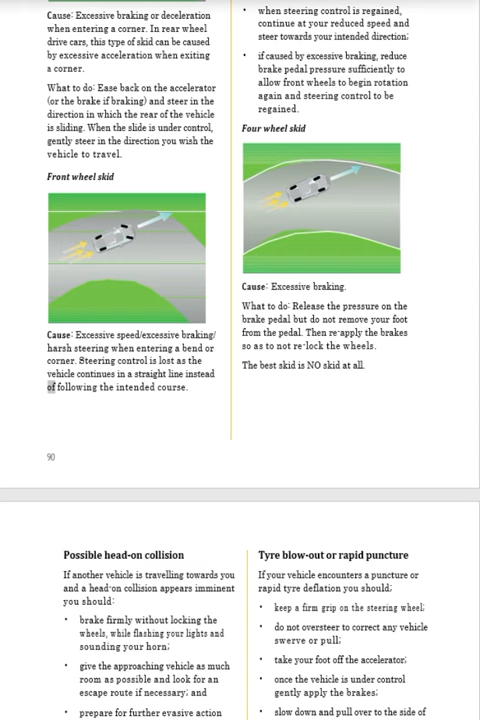 Cause: Excessive braking or deceleration
when entering a corner. In rear wheel
drive cars, this type of skid can be caused
by excessive acceleration when exiting
a corner.
What to do: Ease back on the accelerator
(or the brake if braking) and steer in the
direction in which the rear of the vehicle
is sliding. When the slide is under control,
gently steer in the direction you wish the
vehicle to travel.
Front wheel skid
Cause: Excessive speed/excessive braking/
harsh steering when entering a bend or
corner. Steering control is lost as the
vehicle continues in a straight line instead
of following the intended course.
• when steering control is regained,
continue at your reduced speed and
steer towards your intended direction;
• if caused by excessive braking, reduce
brake pedal pressure sufficiently to
allow front wheels to begin rotation
again and steering control to be
regained.
Four wheel skid
Cause: Excessive braking.
What to do: Release the pressure on the
brake pedal but do not remove your foot
from the pedal. Then re-apply the brakes
so as to not re-lock the wheels.
The best skid is NO skid at all.
90
Possible head-on collision
If another vehicle is travelling towards you
and a head-on collision appears imminent
you should:
• brake firmly without locking the
wheels, while flashing your lights and
sounding your horn;
• give the approaching vehicle as much
room as possible and look for an
escape route if necessary; and
• prepare for further evasive action
Tyre blow-out or rapid puncture
If your vehicle encounters a puncture or
rapid tyre deflation you should;
• keep a firm grip on the steering wheel;
• do not oversteer to correct any vehicle
swerve or pull;
• take your foot off the accelerator;
• once the vehicle is under control
gently apply the brakes;
• slow down and pull over to the side of